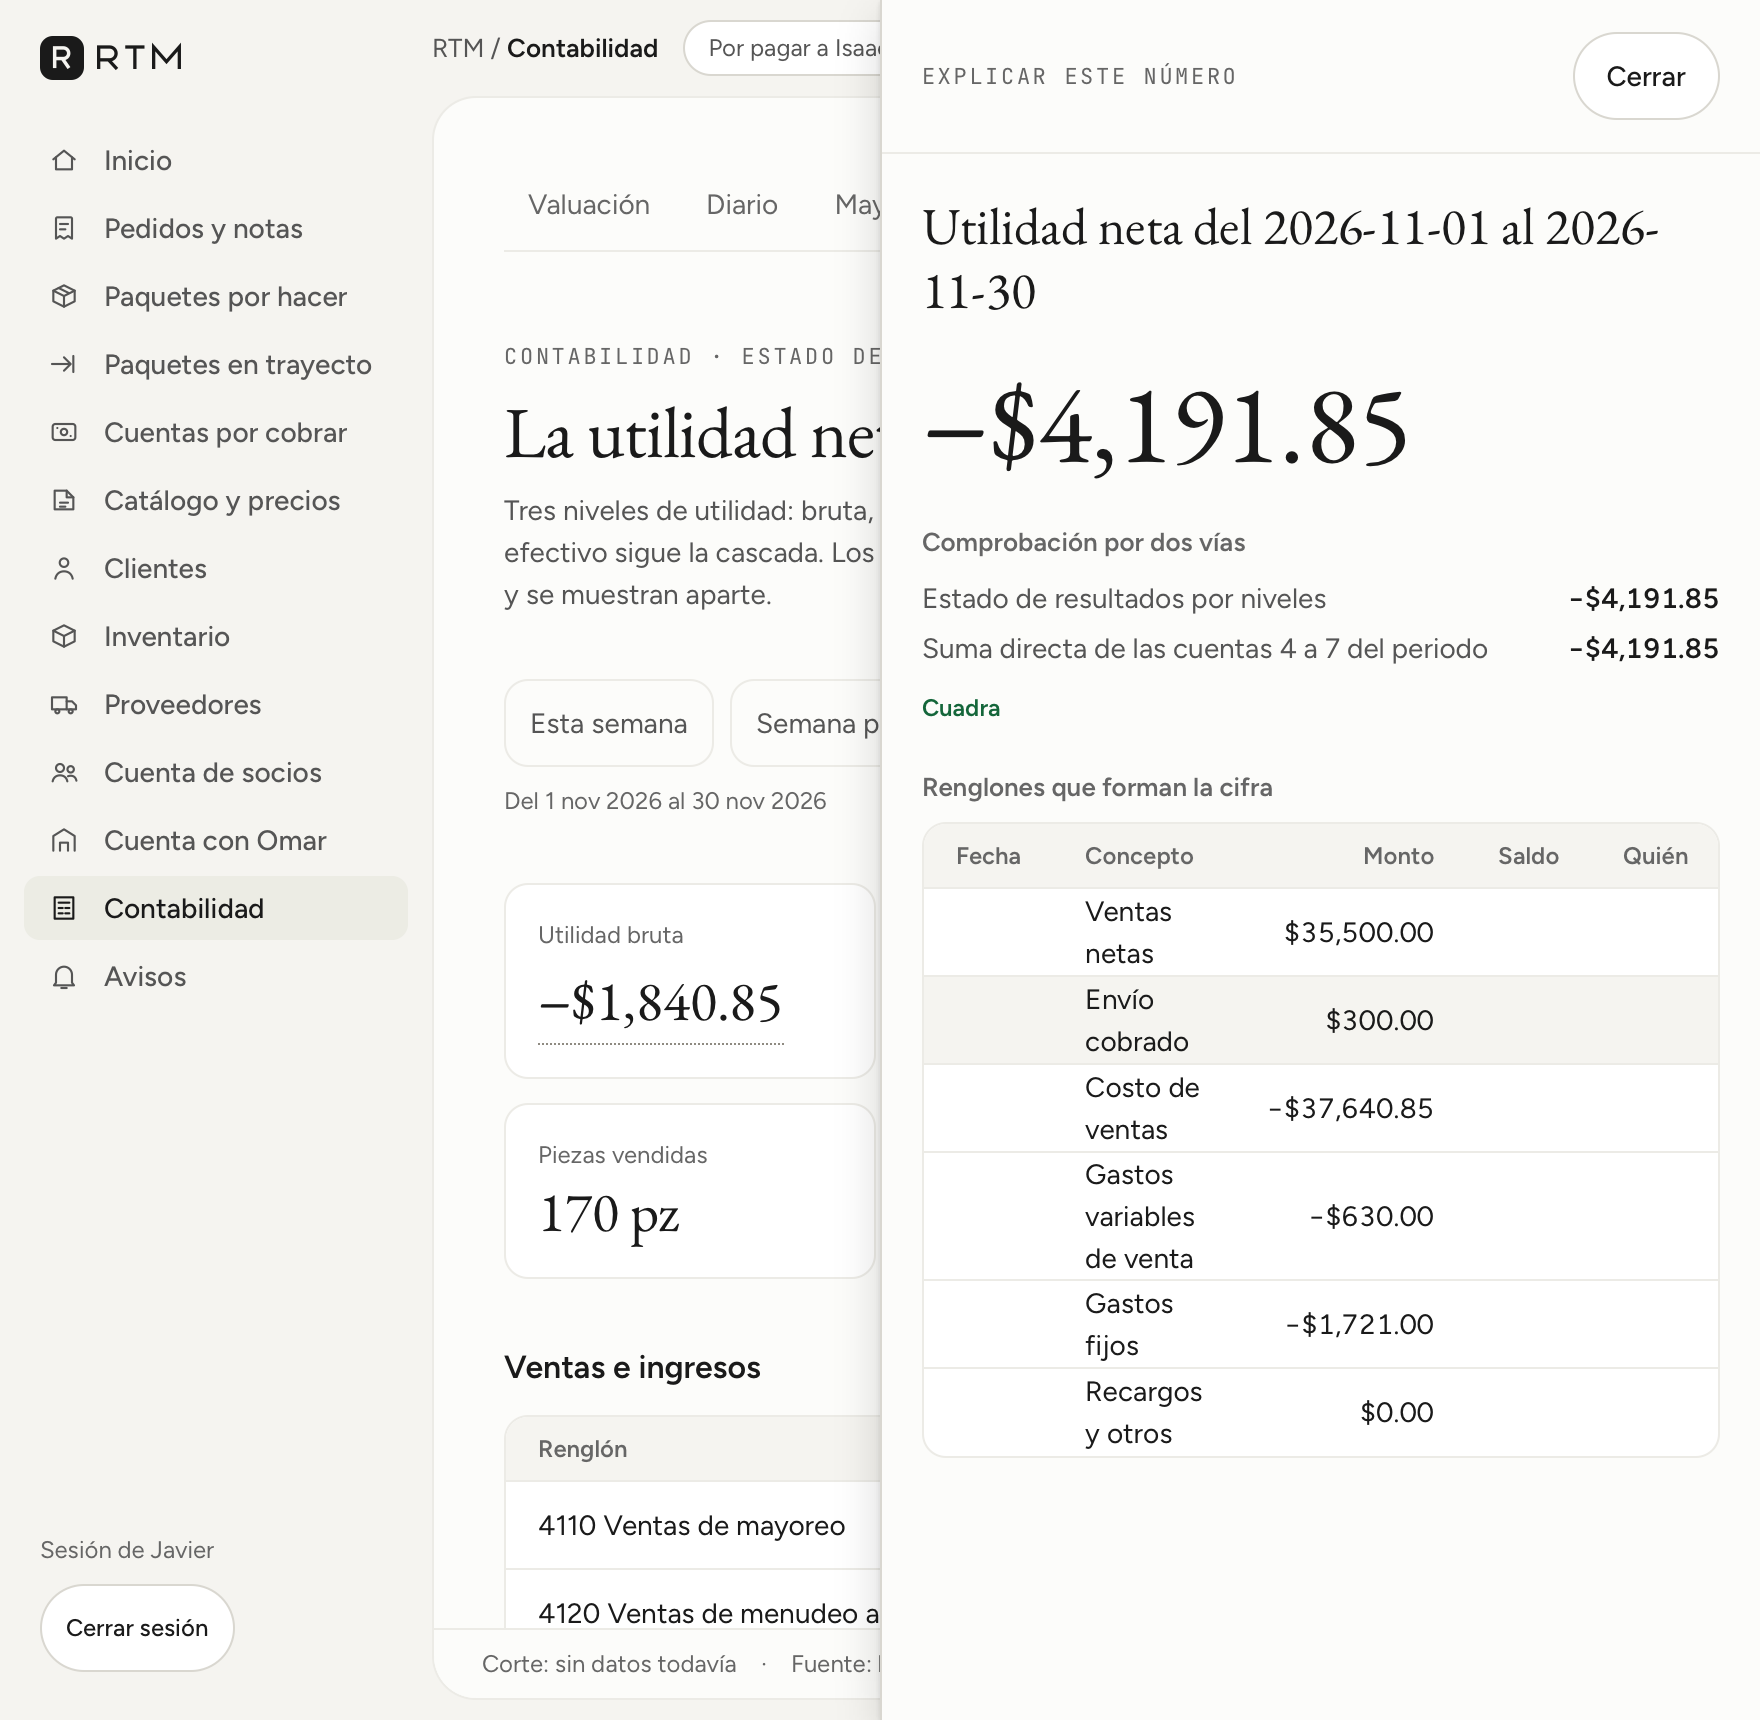 R RTM
Inicio
Pedidos y notas
Paquetes por hacer
Paquetes en trayecto
Cuentas por cobrar
Catálogo y precios
Clientes
Inventario
Proveedores
Cuenta de socios
Cuenta con Omar
Contabilidad
Avisos
Sesión de Javier
Cerrar sesión
RTM / Contabilidad
Por pagar a
Valuación Diario
CONTABILIDAD · ESTADO
La utilidad
Tres niveles de utilidad: bruta,
efectivo sigue la cascada. Los
y se muestran aparte.
Esta semana Semana
Del 1 nov 2026 al 30 nov 2026
Utilidad bruta
−$1,840.85
Piezas vendidas
170 pz
Ventas e ingresos
Renglón
4110 Ventas de mayoreo
4120 Ventas de menudeo
Corte: sin datos todavía · Fuente:
EXPLICAR ESTE NÚMERO
Cerrar
Utilidad neta del 2026-11-01 al 2026-
11-30
−$4,191.85
Comprobación por dos vías
Estado de resultados por niveles −$4,191.85
Suma directa de las cuentas 4 a 7 del periodo −$4,191.85
Cuadra
Renglones que forman la cifra
Fecha Concepto Monto Saldo Quién
Ventas
netas $35,500.00
Envío
cobrado $300.00
Costo de
ventas −$37,640.85
Gastos
variables −$630.00
de venta
Gastos
fijos −$1,721.00
Recargos
y otros $0.00